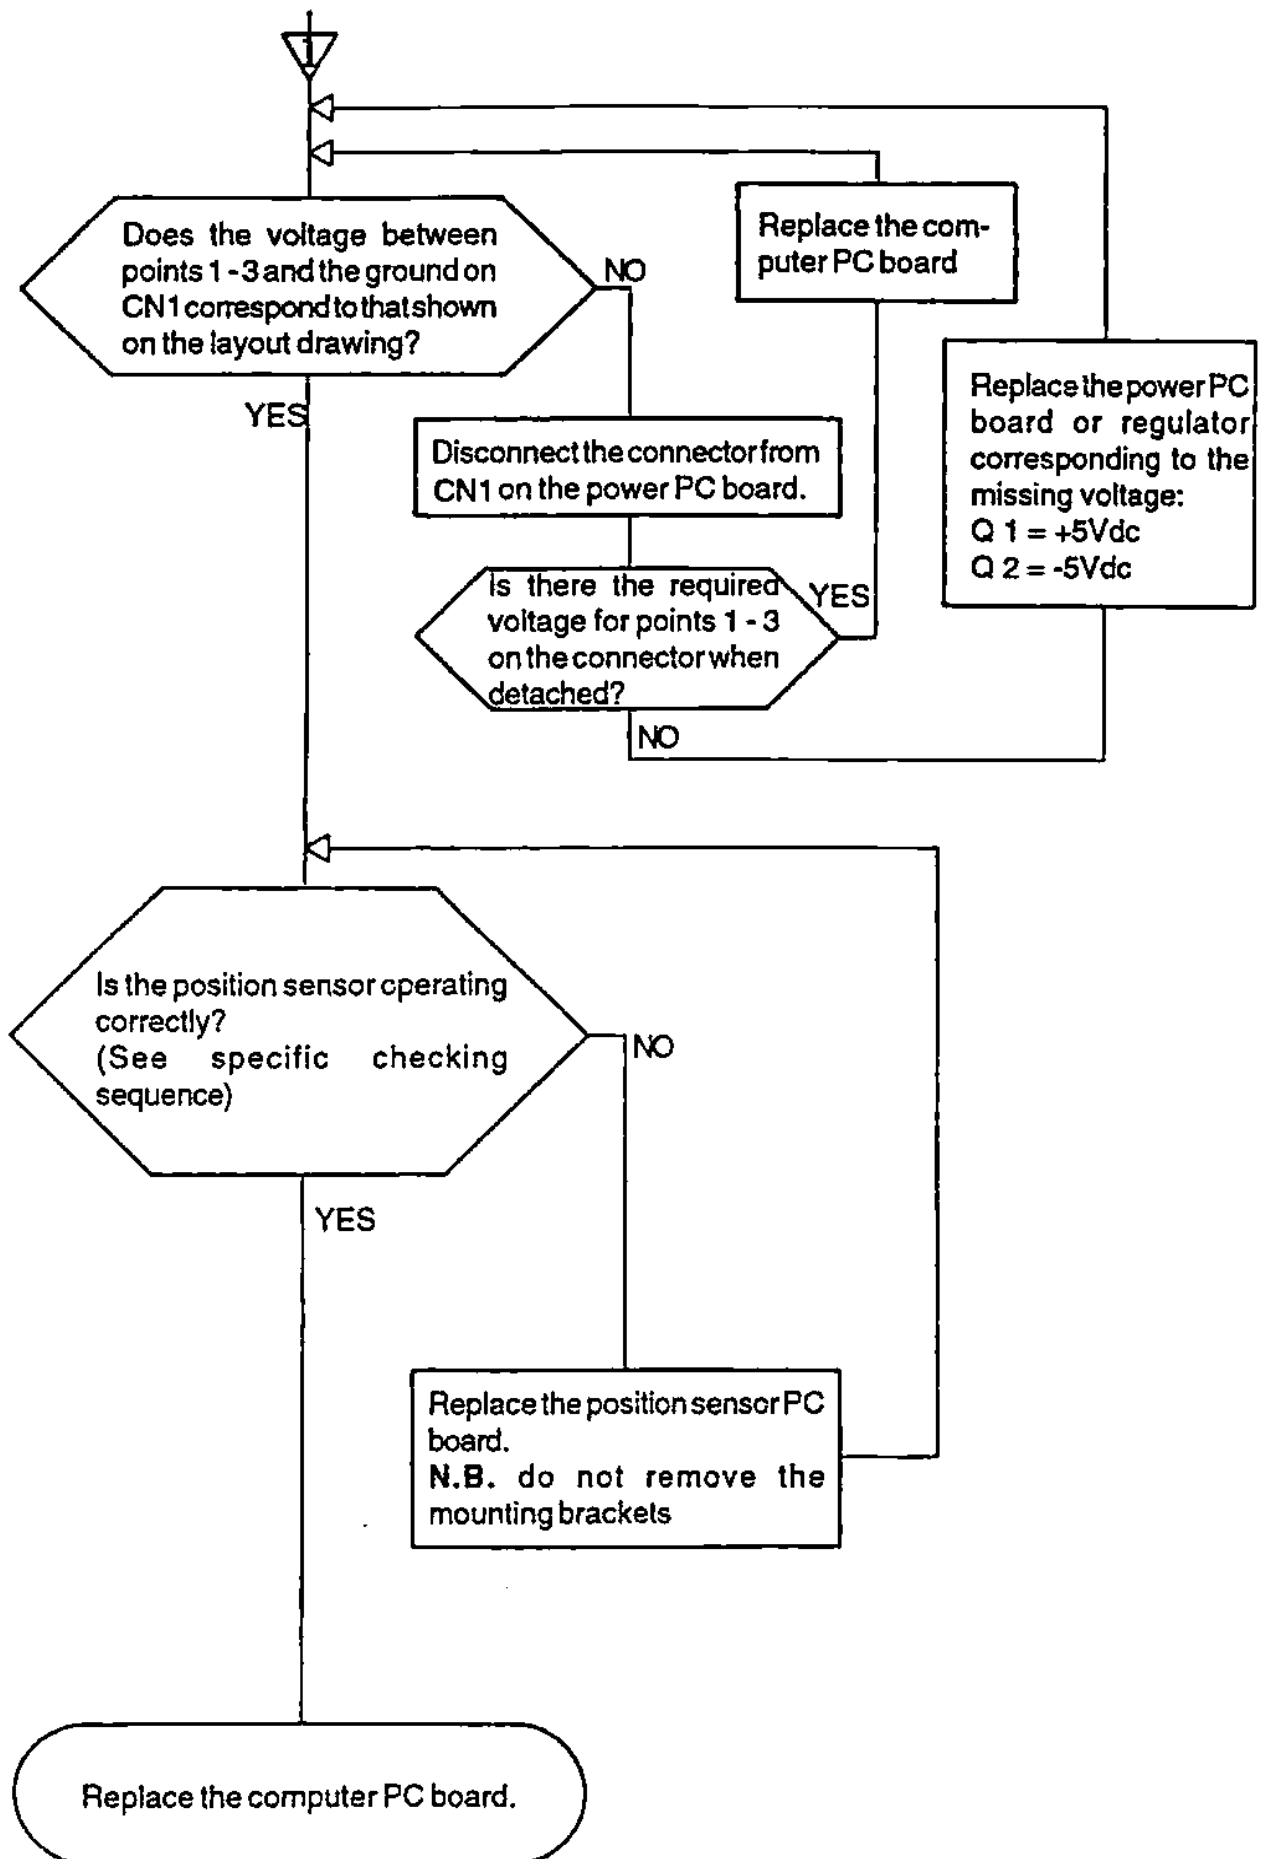 Does the voltage between
points 1 - 3 and the ground on
CN1 correspond to that shown
on the layout drawing?
NO
YES
Replace the com-
puter PC board
Replace the power PC
board or regulator
corresponding to the
missing voltage:
Q 1 = +5Vdc
Q 2 = -5Vdc
Disconnect the connector from
CN1 on the power PC board.
Is there the required
voltage for points 1 - 3
on the connector when
detached?
YES
NO
Is the position sensor operating
correctly?
(See specific checking
sequence)
NO
YES
Replace the position sensor PC
board.
N.B. do not remove the
mounting brackets
Replace the computer PC board.